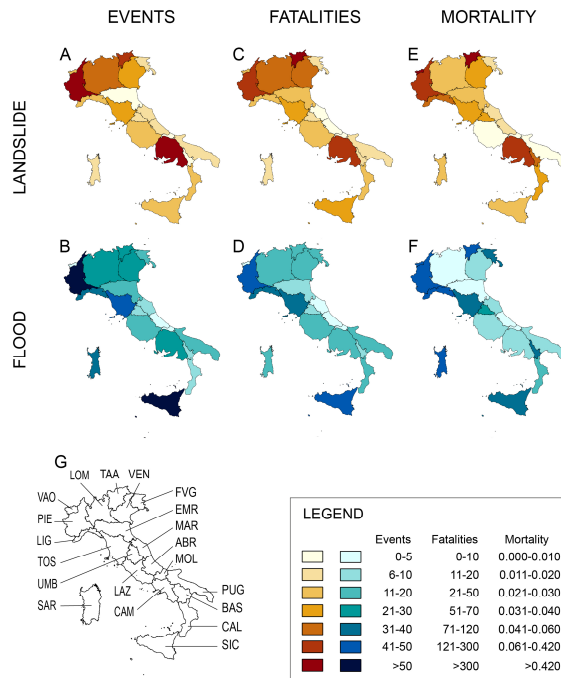 EVENTS FATALITIES MORTALITY
A C E
LANDSLIDE
B D F
FLOOD
G
LOM TAA VEN
VAO FVG
PIE EMR
LIG MAR
TOS ABR
UMB MOL
LAZ PUG
SAR CAM BAS
CAL
SIC
LEGEND
Events Fatalities Mortality
0-5 0-10 0.000-0.010
6-10 11-20 0.011-0.020
11-20 21-50 0.021-0.030
21-30 51-70 0.031-0.040
31-40 71-120 0.041-0.060
41-50 121-300 0.061-0.420
>50 >300 >0.420